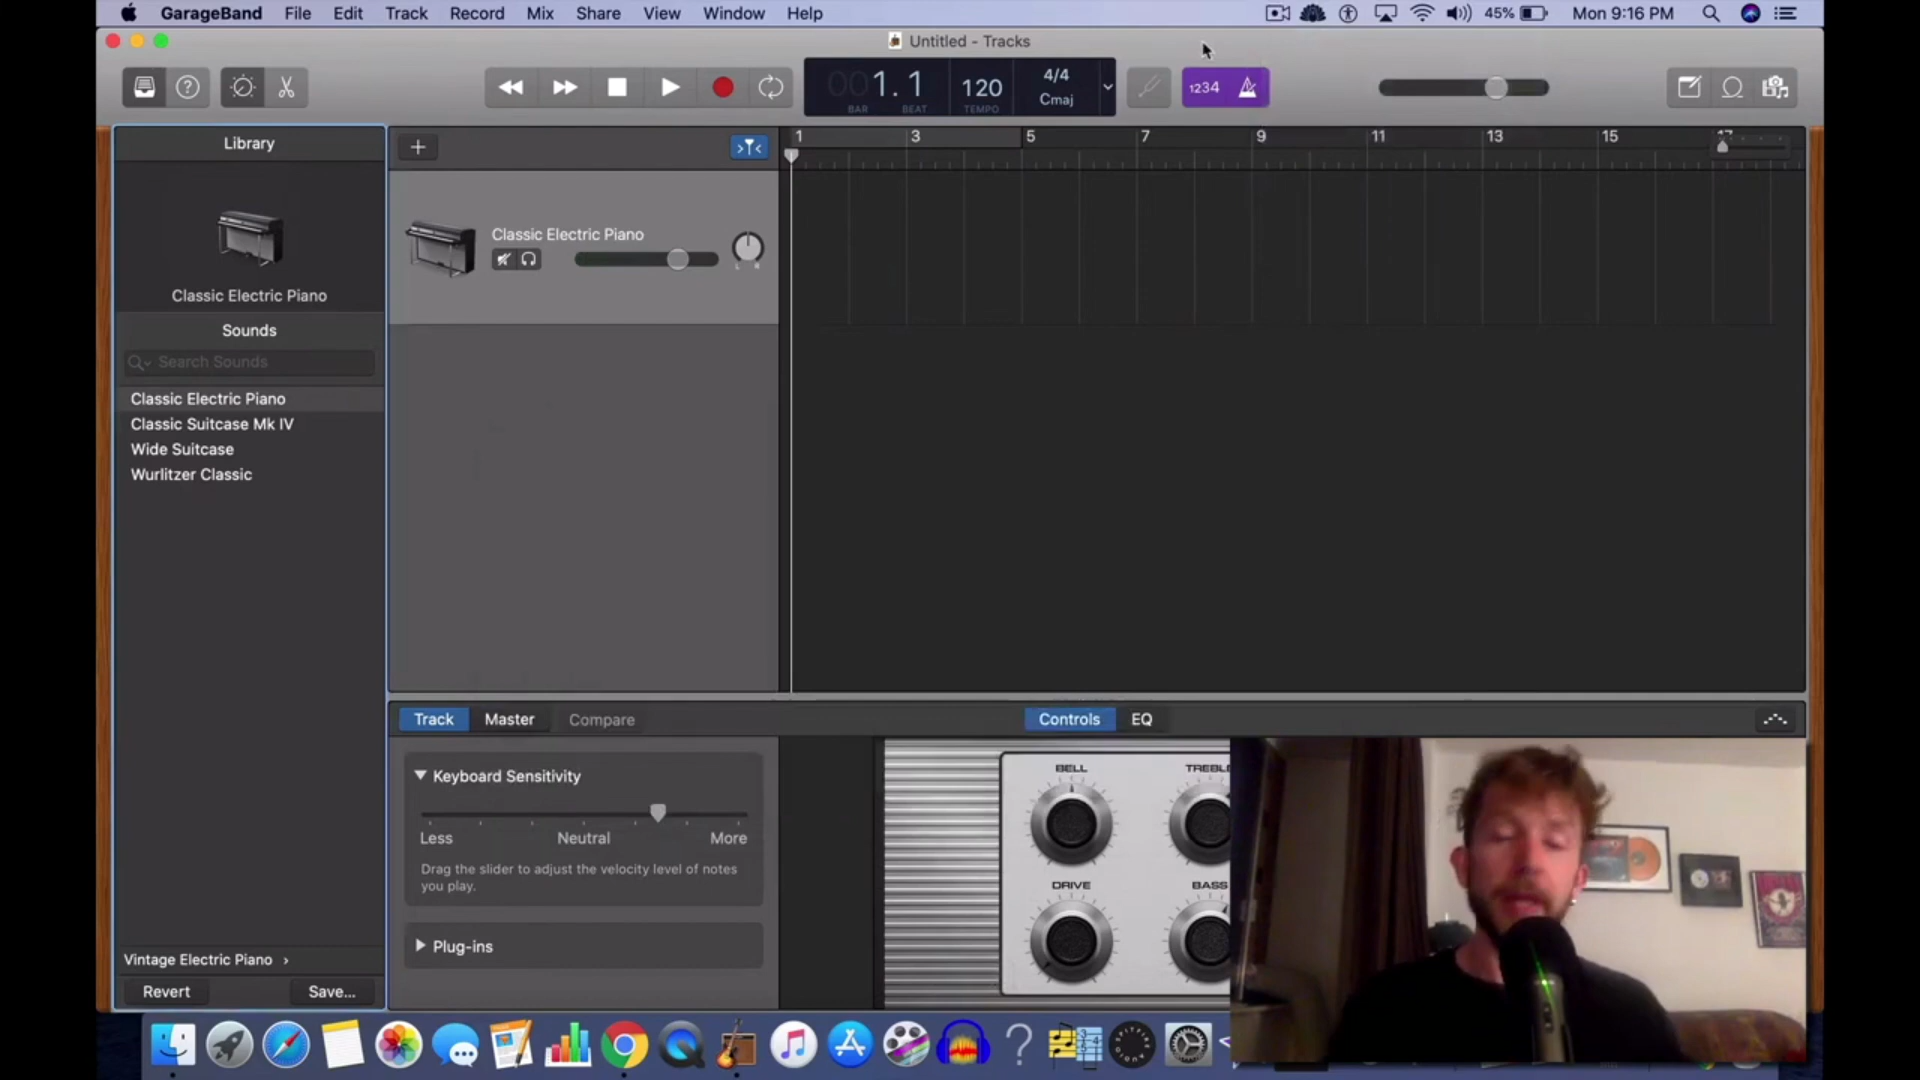 GarageBand File Edit Track Record Mix Share View Window Help 45% Mon 9:16 PM
Untitled - Tracks
001.1 120 4/4 Cmaj 1234
BAR BEAT TEMPO
Library
1 3 5 7 9 11 13 15 17
Classic Electric Piano
L R
Classic Electric Piano
Sounds
Search Sounds
Classic Electric Piano
Classic Suitcase Mk IV
Wide Suitcase
Wurlitzer Classic
Track Master Compare Controls EQ
Keyboard Sensitivity
Less Neutral More
Drag the slider to adjust the velocity level of notes
you play.
Plug-ins
BELL TREBLE
DRIVE BASS
Vintage Electric Piano ›
Revert Save...